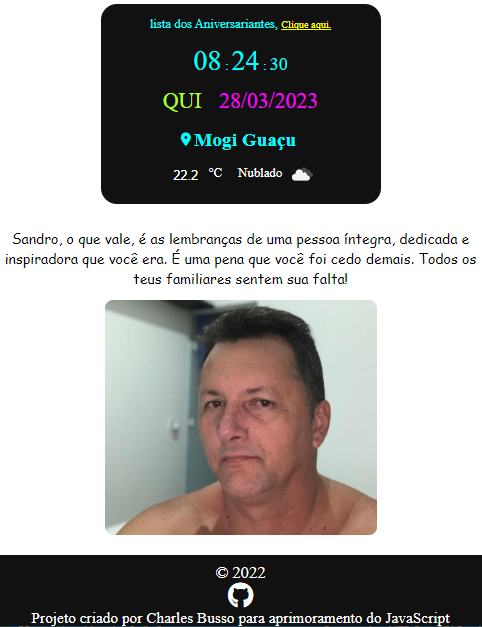 lista dos Aniversariantes, Clique aqui.
08 : 24 : 30
QUI 28/03/2023
Mogi Guaçu
22.2 °C Nublado
Sandro, o que vale, é as lembranças de uma pessoa íntegra, dedicada e
inspiradora que você era. É uma pena que você foi cedo demais. Todos os
teus familiares sentem sua falta!
© 2022
Projeto criado por Charles Busso para aprimoramento do JavaScript